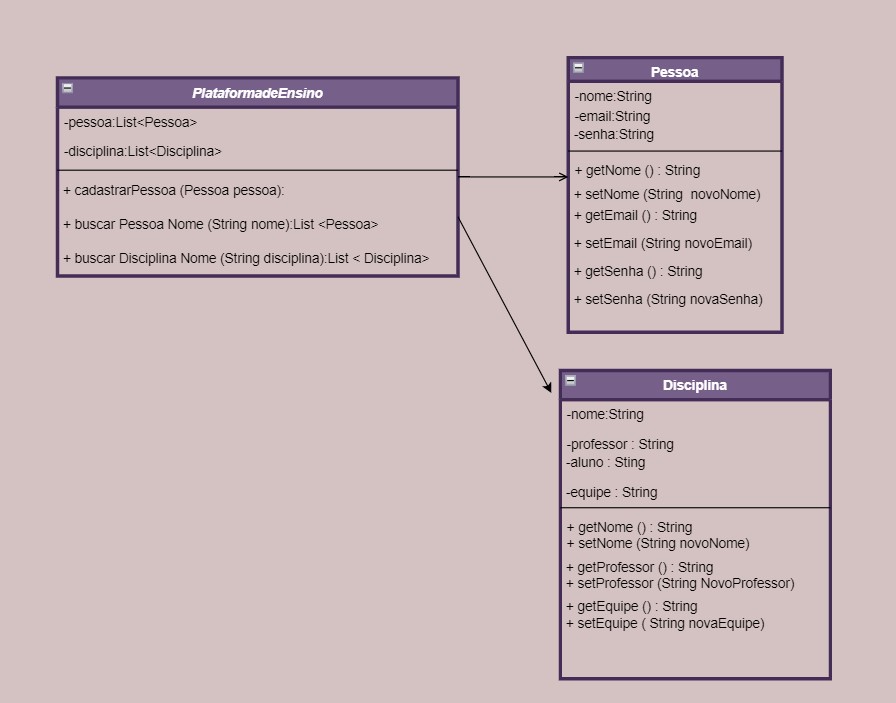 PlataformadeEnsino
-pessoa:List<Pessoa>
-disciplina:List<Disciplina>
+ cadastrarPessoa (Pessoa pessoa):
+ buscar Pessoa Nome (String nome):List <Pessoa>
+ buscar Disciplina Nome (String disciplina):List < Disciplina>
Pessoa
-nome:String
-email:String
-senha:String
+ getNome () : String
+ setNome (String novoNome)
+ getEmail () : String
+ setEmail (String novoEmail)
+ getSenha () : String
+ setSenha (String novaSenha)
Disciplina
-nome:String
-professor : String
-aluno : Sting
-equipe : String
+ getNome () : String
+ setNome (String novoNome)
+ getProfessor () : String
+ setProfessor (String NovoProfessor)
+ getEquipe () : String
+ setEquipe ( String novaEquipe)